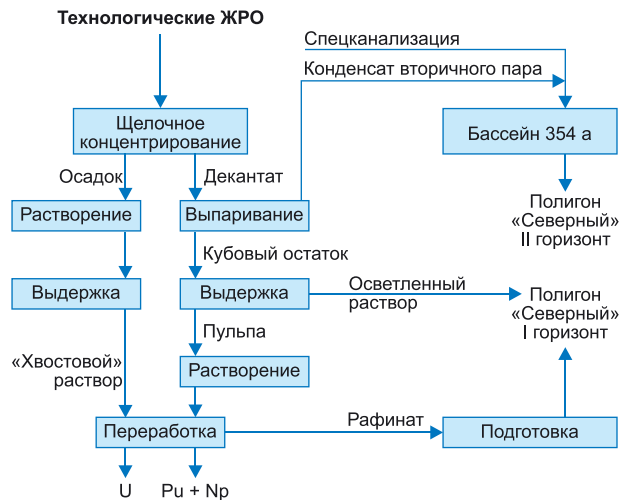 Технологические ЖРО
Спецканализация
Конденсат вторичного пара
Щелочное
концентрирование
Бассейн 354 а
Осадок
Декантат
Растворение
Выпаривание
Полигон
«Северный»
II горизонт
Кубовый остаток
Выдержка
Выдержка
Осветленный
раствор
Полигон
«Северный»
I горизонт
Пульпа
«Хвостовой»
раствор
Растворение
Переработка
Рафинат
Подготовка
U
Pu + Np